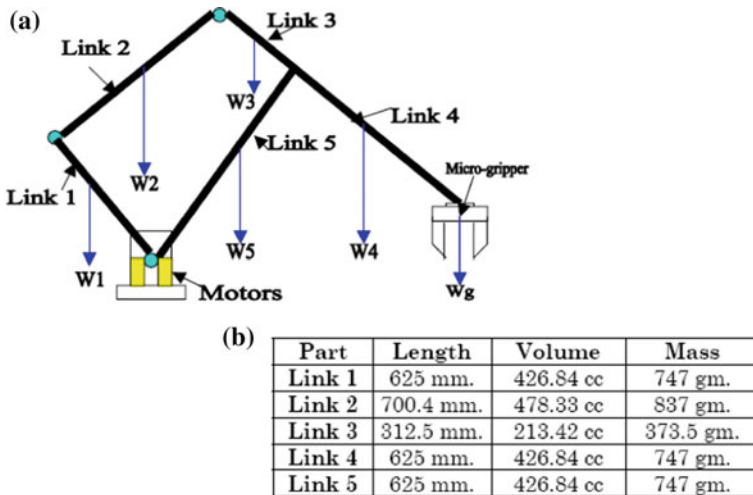 (a)
Link 3
Link 2
W3
Link 4
Link 5
Micro-gripper
Link 1
W2
W1
W5
W4
Wg
Motors
(b)
Part Length Volume Mass
Link 1 625 mm. 426.84 cc 747 gm.
Link 2 700.4 mm. 478.33 cc 837 gm.
Link 3 312.5 mm. 213.42 cc 373.5 gm.
Link 4 625 mm. 426.84 cc 747 gm.
Link 5 625 mm. 426.84 cc 747 gm.